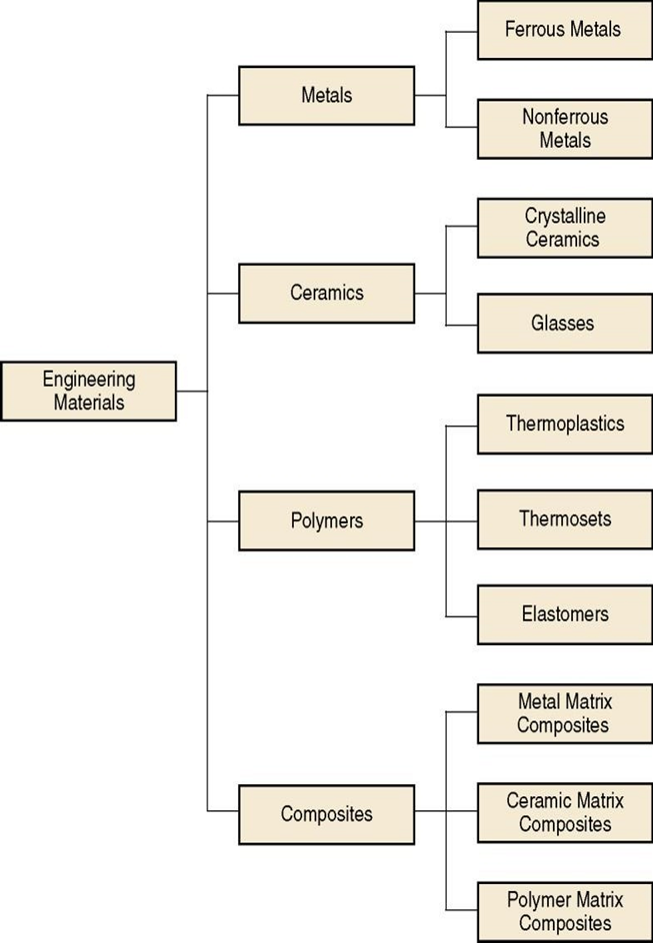 Engineering
Materials
Metals
Ferrous Metals
Nonferrous
Metals
Ceramics
Crystalline
Ceramics
Glasses
Polymers
Thermoplastics
Thermosets
Elastomers
Composites
Metal Matrix
Composites
Ceramic Matrix
Composites
Polymer Matrix
Composites